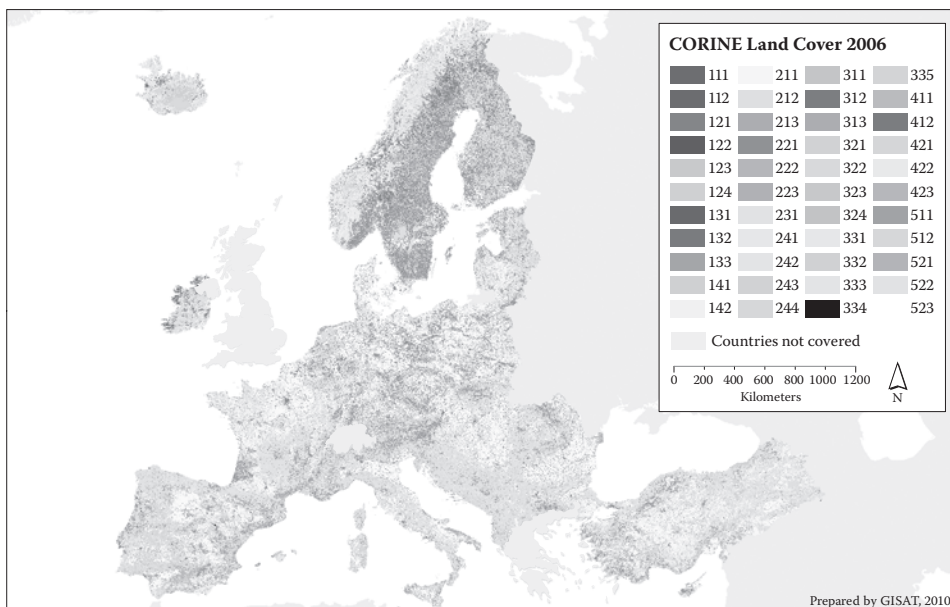 CORINE Land Cover 2006
111 211 311 335
112 212 312 411
121 213 313 412
122 221 321 421
123 222 322 422
124 223 323 423
131 231 324 511
132 241 331 512
133 242 332 521
141 243 333 522
142 244 334 523
Countries not covered
0 200 400 600 800 1000 1200
Kilometers
N
Prepared by GISAT, 2010